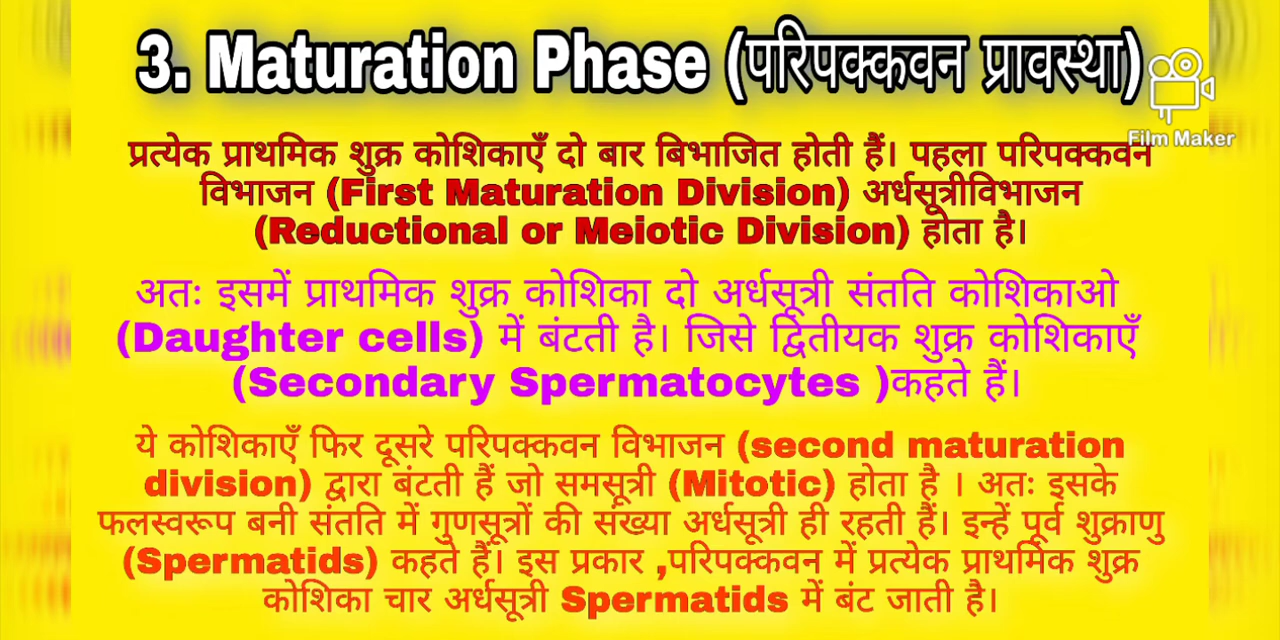 3. Maturation Phase (परिपक्कवन प्रावस्था)
Film Maker
प्रत्येक प्राथमिक शुक्र कोशिकाएँ दो बार बिभाजित होती हैं। पहला परिपक्कवन
विभाजन (First Maturation Division) अर्धसूत्रीविभाजन
(Reductional or Meiotic Division) होता है।
अतः इसमें प्राथमिक शुक्र कोशिका दो अर्धसूत्री संतति कोशिकाओ
(Daughter cells) में बंटती है। जिसे द्वितीयक शुक्र कोशिकाएँ
(Secondary Spermatocytes )कहते हैं।
ये कोशिकाएँ फिर दूसरे परिपक्कवन विभाजन (second maturation
division) द्वारा बंटती हैं जो समसूत्री (Mitotic) होता है । अतः इसके
फलस्वरूप बनी संतति में गुणसूत्रों की संख्या अर्धसूत्री ही रहती हैं। इन्हें पूर्व शुक्राणु
(Spermatids) कहते हैं। इस प्रकार ,परिपक्कवन में प्रत्येक प्राथमिक शुक्र
कोशिका चार अर्धसूत्री Spermatids में बंट जाती है।